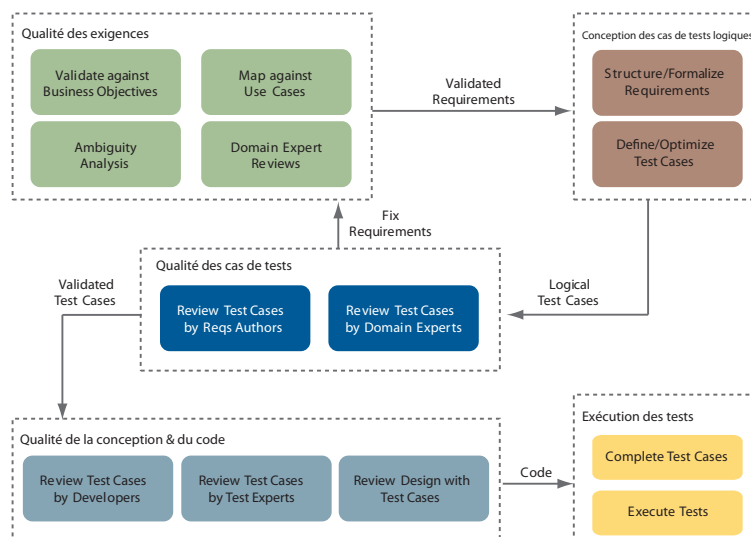 Qualité des exigences
Validate against
Business Objectives
Map against
Use Cases
Ambiguity
Analysis
Domain Expert
Reviews
Validated
Requirements
Conception des cas de tests logiques
Structure/Formalize
Requirements
Define/Optimize
Test Cases
Fix
Requirements
Logical
Test Cases
Qualité des cas de tests
Review Test Cases
by Reqs Authors
Review Test Cases
by Domain Experts
Validated
Test Cases
Qualité de la conception & du code
Review Test Cases
by Developers
Review Test Cases
by Test Experts
Review Design with
Test Cases
Code
Exécution des tests
Complete Test Cases
Execute Tests